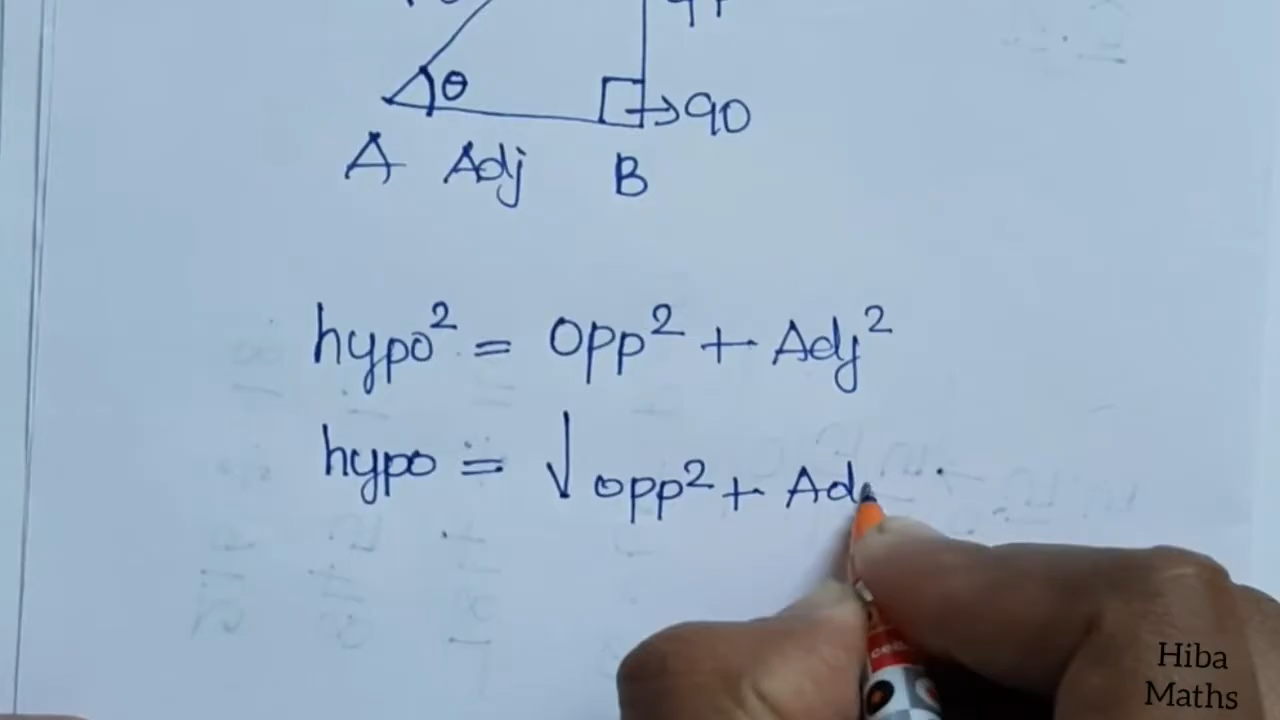 θ
90
A Adj B
hypo² = opp² + Adj²
hypo = √opp² + Ad
Hiba
Maths